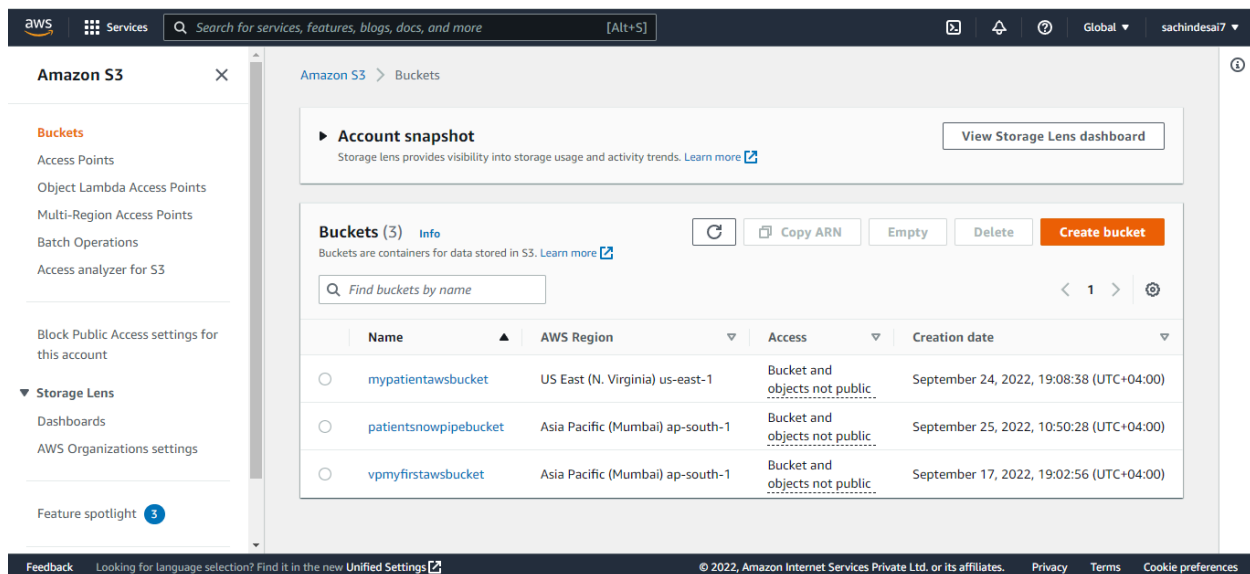 aws Services Search for services, features, blogs, docs, and more [Alt+S] Global ▼ sachindesai7 ▼
Amazon S3
Buckets
Access Points
Object Lambda Access Points
Multi-Region Access Points
Batch Operations
Access analyzer for S3
Block Public Access settings for
this account
▼ Storage Lens
Dashboards
AWS Organizations settings
Feature spotlight 3
Amazon S3 > Buckets
Account snapshot
Storage lens provides visibility into storage usage and activity trends. Learn more
View Storage Lens dashboard
Buckets (3) Info
Buckets are containers for data stored in S3. Learn more
Copy ARN Empty Delete Create bucket
Find buckets by name
< 1 >
Name ▲ AWS Region Access Creation date
mypatientawsbucket US East (N. Virginia) us-east-1 Bucket and
objects not public September 24, 2022, 19:08:38 (UTC+04:00)
patientsnowpipebucket Asia Pacific (Mumbai) ap-south-1 Bucket and
objects not public September 25, 2022, 10:50:28 (UTC+04:00)
vpmyfirstawsbucket Asia Pacific (Mumbai) ap-south-1 Bucket and
objects not public September 17, 2022, 19:02:56 (UTC+04:00)
Feedback Looking for language selection? Find it in the new Unified Settings © 2022, Amazon Internet Services Private Ltd. or its affiliates. Privacy Terms Cookie preferences